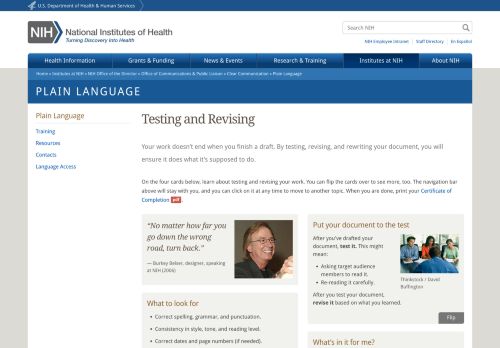 U.S. Department of Health & Human Services
NIH National Institutes of Health
Turning Discovery Into Health
Search NIH
NIH Employee Intranet | Staff Directory | En Español
Health Information
Grants & Funding
News & Events
Research & Training
Institutes at NIH
About NIH
Home » Institutes at NIH » NIH Office of the Director » Office of Communications & Public Liaison » Clear Communication » Plain Language
PLAIN LANGUAGE
Plain Language
Training
Resources
Contacts
Language Access
Testing and Revising
Your work doesn't end when you finish a draft. By testing, revising, and rewriting your document, you will
ensure it does what it's supposed to do.
On the four cards below, learn about testing and revising your work. You can flip the cards over to see more, too. The navigation bar
above will stay with you, and you can click on it at any time to move to another topic. When you are done, print your Certificate of
Completion pdf.
“No matter how far you
go down the wrong
road, turn back.”
— Burkey Belser, designer, speaking
at NIH (2006)
What to look for
• Correct spelling, grammar, and punctuation.
• Consistency in style, tone, and reading level.
• Correct dates and page numbers (if needed).
Put your document to the test
After you've drafted your
document, test it. This might
mean:
• Asking target audience
members to read it.
• Re-reading it carefully.
After you test your document,
revise it based on what you learned.
Thinkstock / David
Buffington
Flip
What's in it for me?